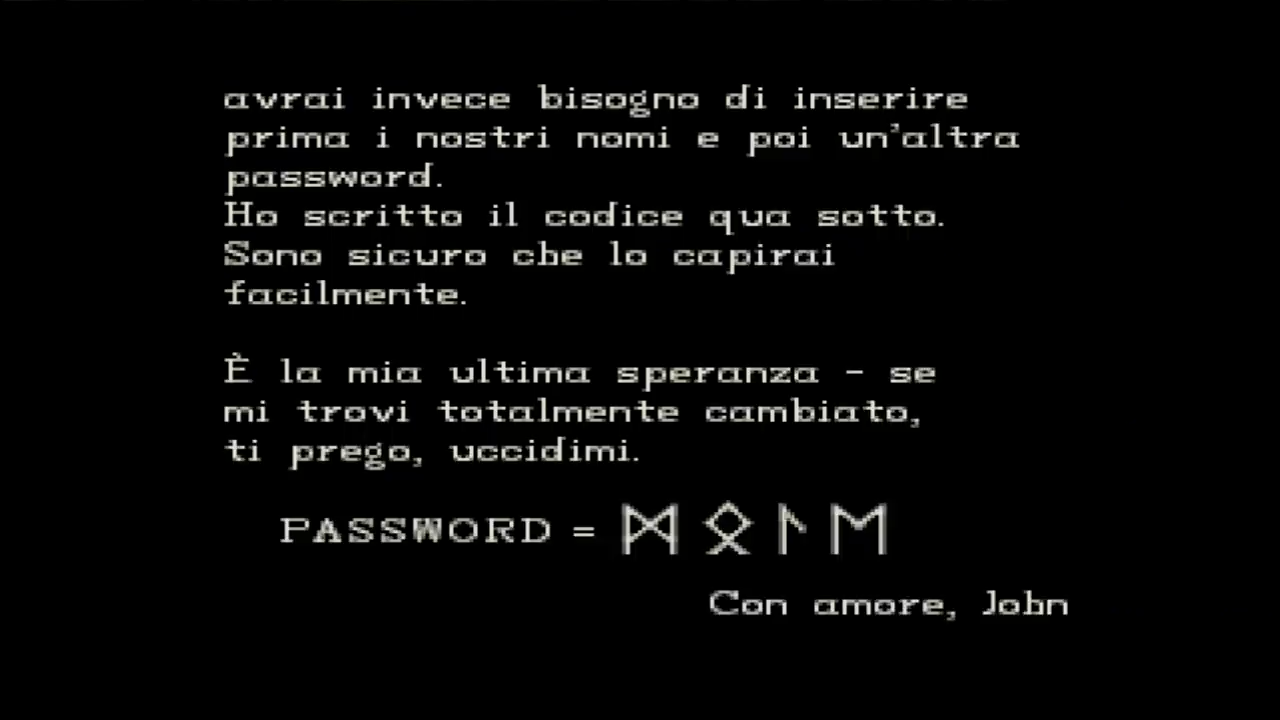 avrai invece bisogno di inserire
prima i nostri nomi e poi un'altra
password.
Ho scritto il codice qua sotto.
Sono sicuro che lo capirai
facilmente.
È la mia ultima speranza - se
mi trovi totalmente cambiato,
ti prego, uccidimi.
PASSWORD = ᛞᛟᛚᛖ
Con amore, John